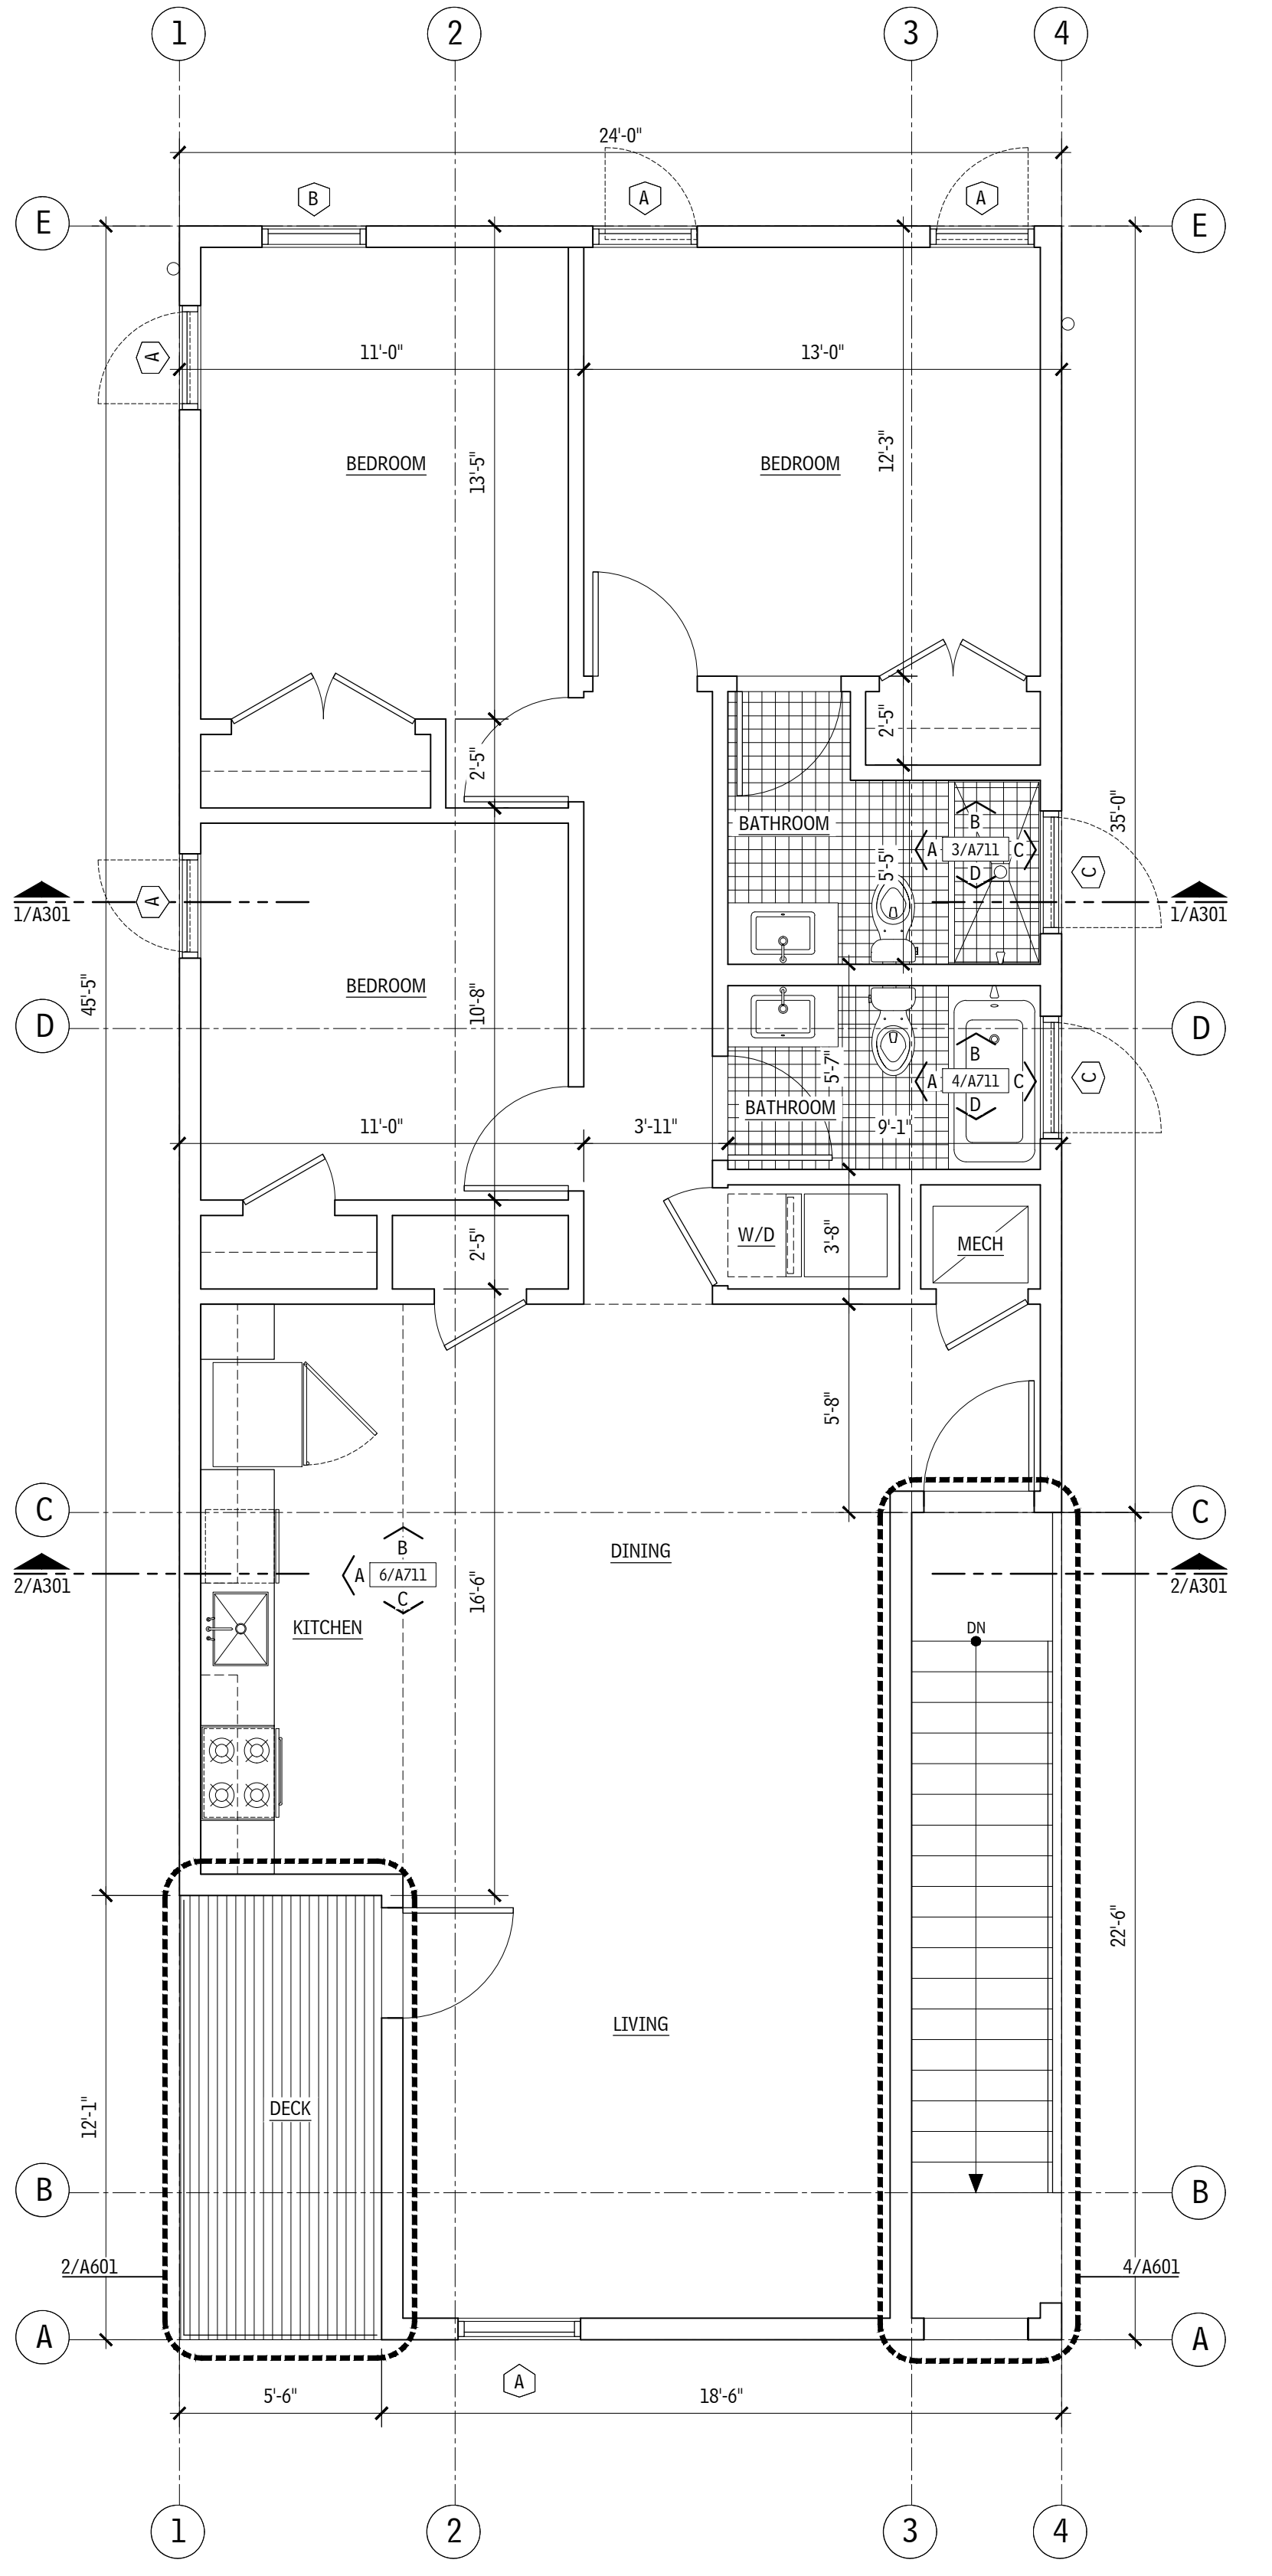 1 2 3 4
24'-0"
B A A
E E
A
11'-0" 13'-0"
BEDROOM BEDROOM
13'-5" 12'-3"
2'-5" 2'-5"
BATHROOM
35'-0"
B
A 3/A711 C
D
5'-5"
C
A
1/A301 1/A301
45'-5"
BEDROOM
10'-8"
D D
B
A 4/A711 C
D
C
5'-7"
BATHROOM
11'-0" 3'-11" 9'-1"
W/D
3'-8"
MECH
2'-5"
5'-8"
C C
B
A 6/A711
C
DINING
2/A301 2/A301
16'-6"
KITCHEN
DN
22'-6"
LIVING
DECK
12'-1"
B B
2/A601 4/A601
A A
A
5'-6" 18'-6"
1 2 3 4